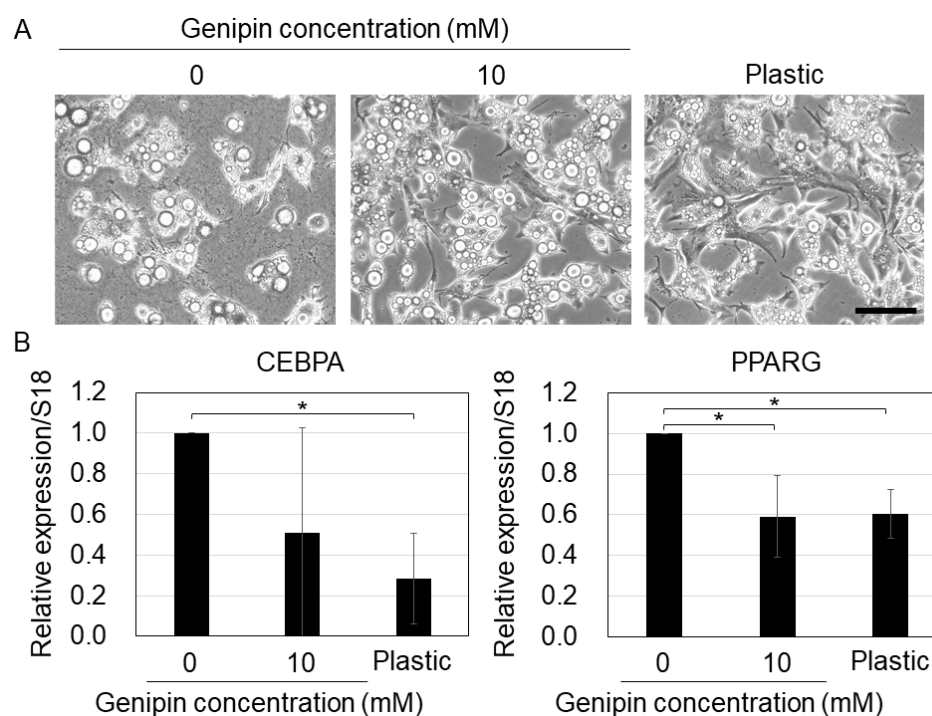 A
Genipin concentration (mM)
0 10 Plastic
B
CEBPA
Relative expression/S18
1.2
1.0
0.8
0.6
0.4
0.2
0.0
*
0 10 Plastic
Genipin concentration (mM)
PPARG
Relative expression/S18
1.2
1.0
0.8
0.6
0.4
0.2
0.0
*
*
0 10 Plastic
Genipin concentration (mM)